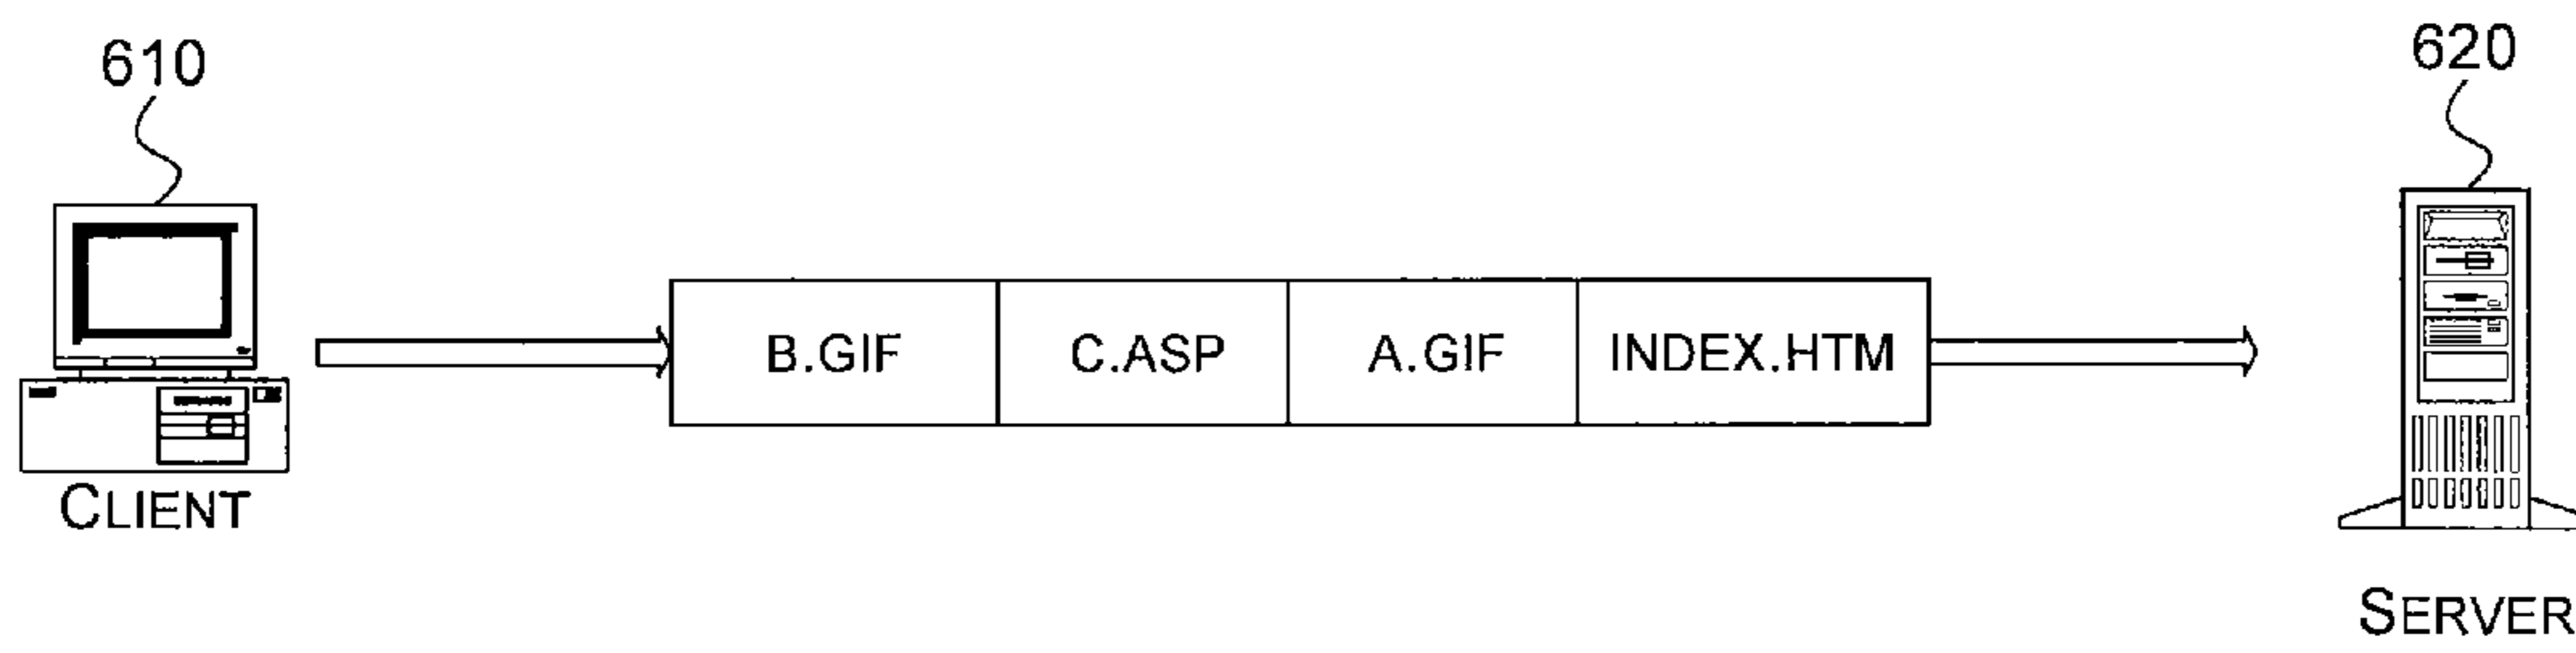 610
620
B.GIF
C.ASP
A.GIF
INDEX.HTM
CLIENT
SERVER